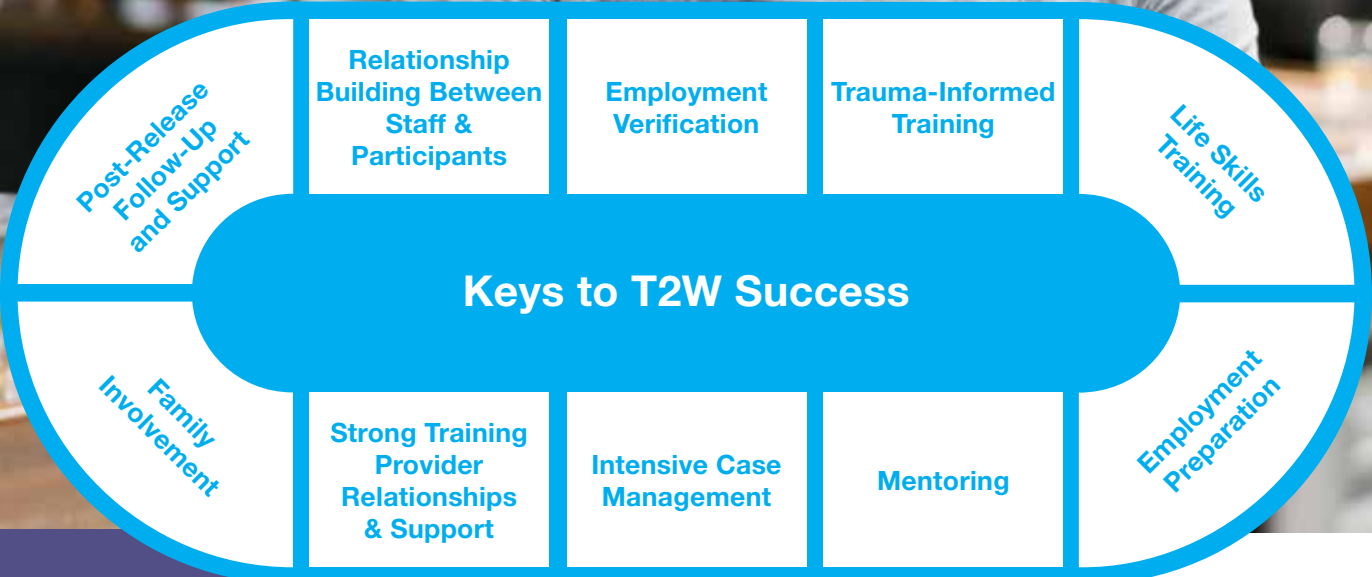 Post-Release
Follow-Up
and Support
Relationship
Building Between
Staff &
Participants
Employment
Verification
Trauma-Informed
Training
Life Skills
Training
Keys to T2W Success
Family
Involvement
Strong Training
Provider
Relationships
& Support
Intensive Case
Management
Mentoring
Employment
Preparation